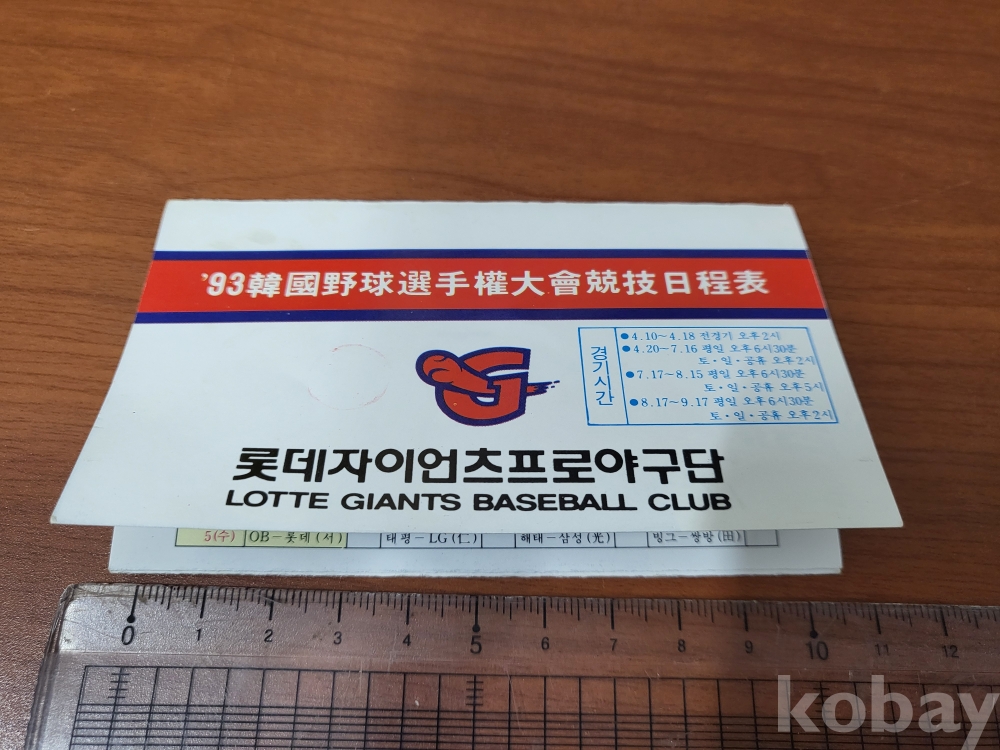 '93韓國野球選手權大會競技日程表
경기시간
●4.10~4.18 전경기 오후2시
●4.20~7.16 평일 오후6시30분
토·일·공휴 오후2시
●7.17~8.15 평일 오후6시30분
토·일·공휴 오후5시
●8.17~9.17 평일 오후6시30분
토·일·공휴 오후2시
G
롯데자이언츠프로야구단
LOTTE GIANTS BASEBALL CLUB
5(수) OB-롯데(서) 태평-LG(仁) 해태-삼성(光) 빙그-쌍방(田)
0 1 2 3 4 5 6 7 8 9 10 11 12
kobay